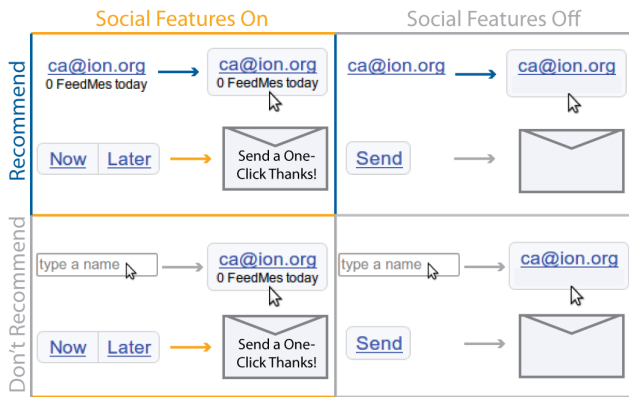 Social Features On
Social Features Off
Recommend
ca@ion.org
0 FeedMes today
ca@ion.org
0 FeedMes today
ca@ion.org
ca@ion.org
Now Later
Send a One-
Click Thanks!
Send
Don't Recommend
type a name
ca@ion.org
0 FeedMes today
type a name
ca@ion.org
Now Later
Send a One-
Click Thanks!
Send